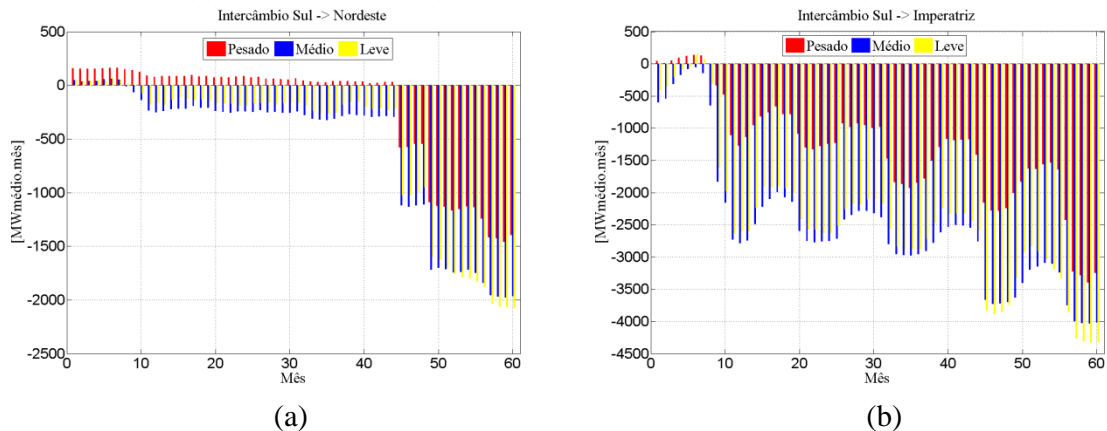 Intercâmbio Sul -> Nordeste
500
0
-500
-1000
-1500
-2000
-2500
[MWmédio.mês]
Pesado Médio Leve
0 10 20 30 40 50 60
Mês
(a)
Intercâmbio Sul -> Imperatriz
500
0
-500
-1000
-1500
-2000
-2500
-3000
-3500
-4000
-4500
[MWmédio.mês]
Pesado Médio Leve
0 10 20 30 40 50 60
Mês
(b)